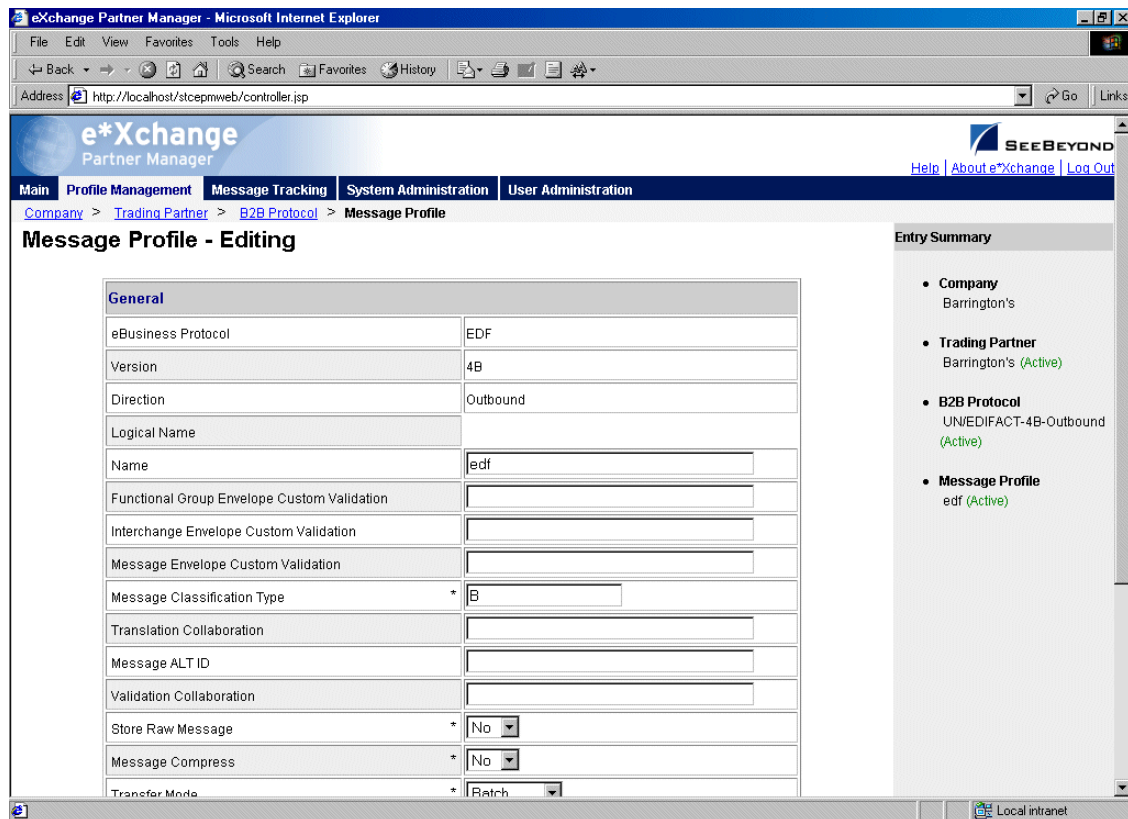 eXchange Partner Manager - Microsoft Internet Explorer
File Edit View Favorites Tools Help
Back Search Favorites History
Address http://localhost/stcepmweb/controller.jsp Go Links
e*Xchange
Partner Manager
SEEBEYOND
Help | About e*Xchange | Log Out
Main Profile Management Message Tracking System Administration User Administration
Company > Trading Partner > B2B Protocol > Message Profile
Message Profile - Editing
General
eBusiness Protocol EDF
Version 4B
Direction Outbound
Logical Name
Name edf
Functional Group Envelope Custom Validation
Interchange Envelope Custom Validation
Message Envelope Custom Validation
Message Classification Type * B
Translation Collaboration
Message ALT ID
Validation Collaboration
Store Raw Message * No
Message Compress * No
Transfer Mode * Batch
Entry Summary
Company
Barrington's
Trading Partner
Barrington's (Active)
B2B Protocol
UN/EDIFACT-4B-Outbound
(Active)
Message Profile
edf (Active)
Local intranet